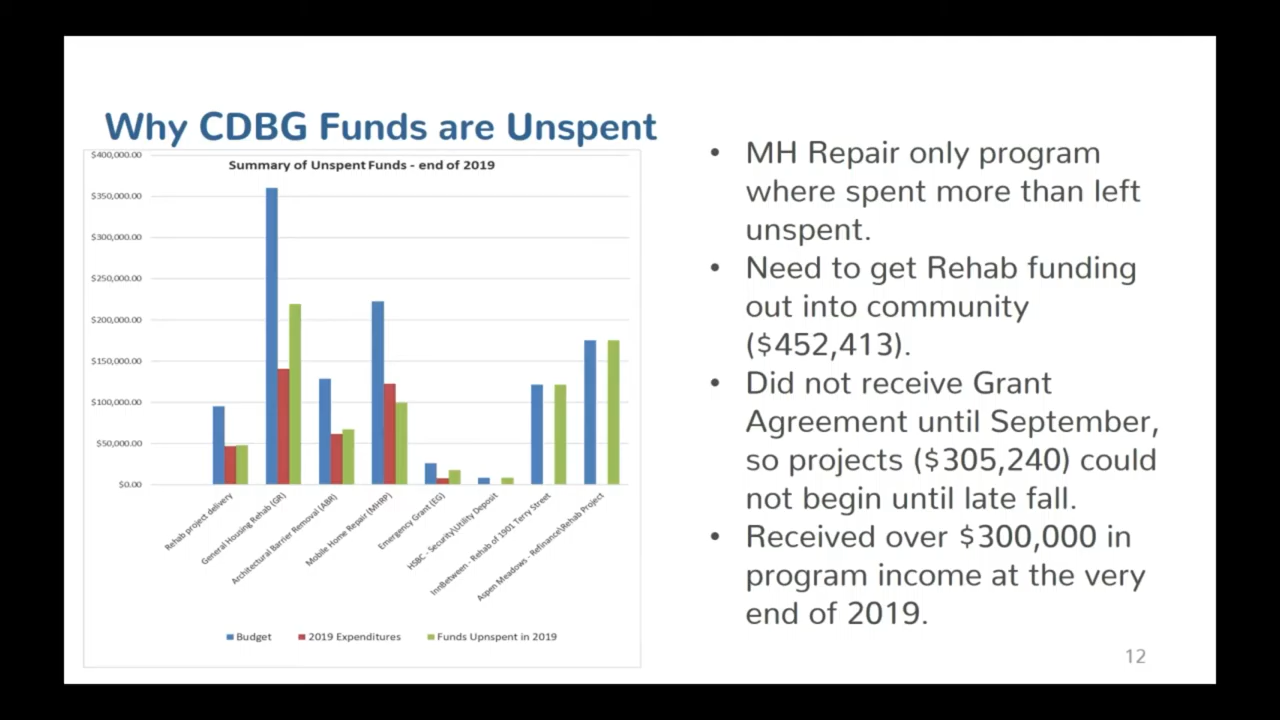 Why CDBG Funds are Unspent
Summary of Unspent Funds - end of 2019
$400,000.00
$350,000.00
$300,000.00
$250,000.00
$200,000.00
$150,000.00
$100,000.00
$50,000.00
$0.00
Rehab project delivery
General Housing Rehab (GR)
Architectural Barrier Removal (ABR)
Mobile Home Repair (MHRP)
Emergency Grant (EG)
HSBC - Security\Utility Deposit
InnBetween - Rehab of 1901 Terry Street
Aspen Meadows - Refinance\Rehab Project
Budget
2019 Expenditures
Funds Upnspent in 2019
• MH Repair only program
where spent more than left
unspent.
• Need to get Rehab funding
out into community
($452,413).
• Did not receive Grant
Agreement until September,
so projects ($305,240) could
not begin until late fall.
• Received over $300,000 in
program income at the very
end of 2019.
12